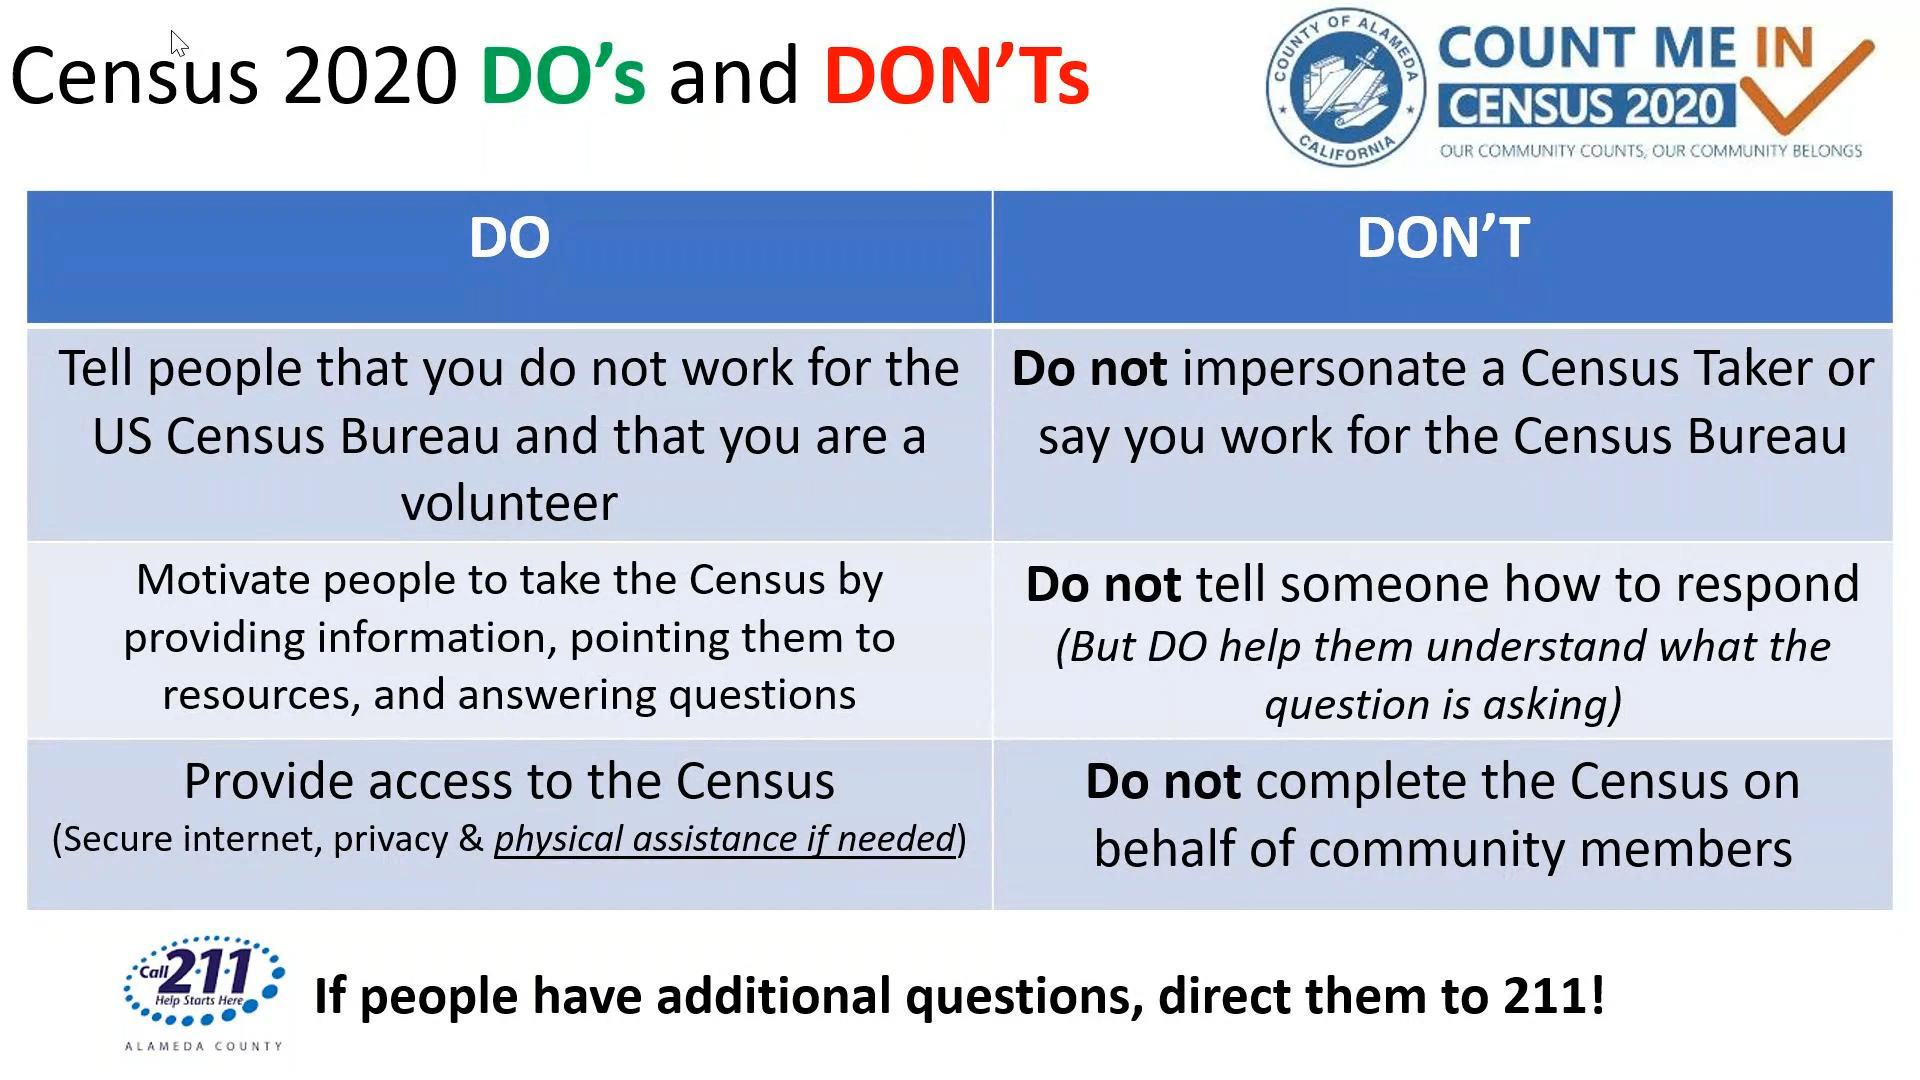 Census 2020 DO’s and DON’Ts
COUNTY OF ALAMEDA
CALIFORNIA
COUNT ME IN
CENSUS 2020
OUR COMMUNITY COUNTS, OUR COMMUNITY BELONGS
DO
DON’T
Tell people that you do not work for the
US Census Bureau and that you are a
volunteer
Do not impersonate a Census Taker or
say you work for the Census Bureau
Motivate people to take the Census by
providing information, pointing them to
resources, and answering questions
Do not tell someone how to respond
(But DO help them understand what the
question is asking)
Provide access to the Census
(Secure internet, privacy & physical assistance if needed)
Do not complete the Census on
behalf of community members
Call 2·1·1
Help Starts Here
ALAMEDA COUNTY
If people have additional questions, direct them to 211!